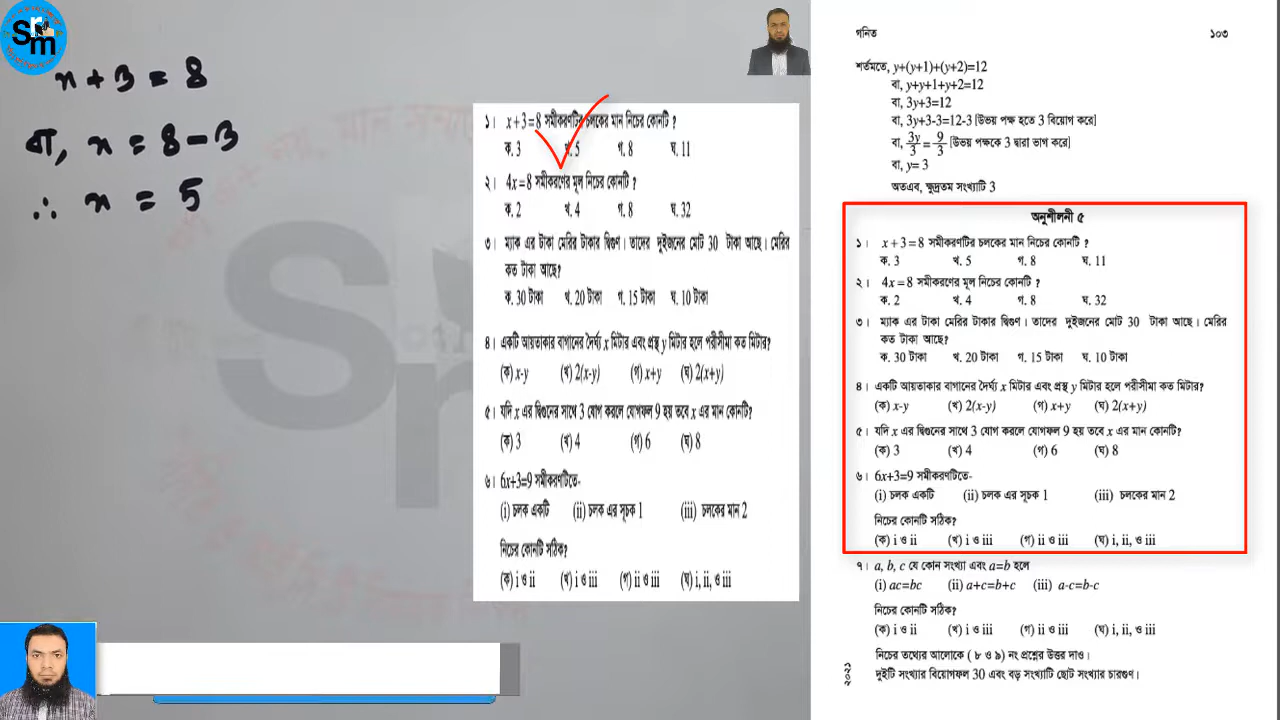 Srm
x + 3 = 8
বা, x = 8 - 3
∴ x = 5
১। x+3=8 সমীকরণটির চলকের মান নিচের কোনটি ?
ক. 3 খ. 5 গ. 8 ঘ. 11
২। 4x=8 সমীকরণের মূল নিচের কোনটি ?
ক. 2 খ. 4 গ. 8 ঘ. 32
৩। ম্যাক এর টাকা মেরির টাকার দ্বিগুণ। তাদের দুইজনের মোট 30 টাকা আছে। মেরির
কত টাকা আছে?
ক. 30 টাকা খ. 20 টাকা গ. 15 টাকা ঘ. 10 টাকা
৪। একটি আয়তাকার বাগানের দৈর্ঘ্য x মিটার এবং প্রস্থ y মিটার হলে পরীসীমা কত মিটার?
(ক) x-y (খ) 2(x-y) (গ) x+y (ঘ) 2(x+y)
৫। যদি x এর দ্বিগুনের সাথে 3 যোগ করলে যোগফল 9 হয় তবে x এর মান কোনটি?
(ক) 3 (খ) 4 (গ) 6 (ঘ) 8
৬। 6x+3=9 সমীকরণটিতে-
(i) চলক একটি (ii) চলক এর সূচক 1 (iii) চলকের মান 2
নিচের কোনটি সঠিক?
(ক) i ও ii (খ) i ও iii (গ) ii ও iii (ঘ) i, ii, ও iii
গনিত ১০৩
শর্তমতে, y+(y+1)+(y+2)=12
বা, y+y+1+y+2=12
বা, 3y+3=12
বা, 3y+3-3=12-3 [উভয় পক্ষ হতে 3 বিয়োগ করে]
বা, 3y/3 = 9/3 [উভয় পক্ষকে 3 দ্বারা ভাগ করে]
বা, y= 3
অতএব, ক্ষুদ্রতম সংখ্যাটি 3
অনুশীলনী ৫
১। x+3=8 সমীকরণটির চলকের মান নিচের কোনটি ?
ক. 3 খ. 5 গ. 8 ঘ. 11
২। 4x=8 সমীকরণের মূল নিচের কোনটি ?
ক. 2 খ. 4 গ. 8 ঘ. 32
৩। ম্যাক এর টাকা মেরির টাকার দ্বিগুণ। তাদের দুইজনের মোট 30 টাকা আছে। মেরির
কত টাকা আছে?
ক. 30 টাকা খ. 20 টাকা গ. 15 টাকা ঘ. 10 টাকা
৪। একটি আয়তাকার বাগানের দৈর্ঘ্য x মিটার এবং প্রস্থ y মিটার হলে পরীসীমা কত মিটার?
(ক) x-y (খ) 2(x-y) (গ) x+y (ঘ) 2(x+y)
৫। যদি x এর দ্বিগুনের সাথে 3 যোগ করলে যোগফল 9 হয় তবে x এর মান কোনটি?
(ক) 3 (খ) 4 (গ) 6 (ঘ) 8
৬। 6x+3=9 সমীকরণটিতে-
(i) চলক একটি (ii) চলক এর সূচক 1 (iii) চলকের মান 2
নিচের কোনটি সঠিক?
(ক) i ও ii (খ) i ও iii (গ) ii ও iii (ঘ) i, ii, ও iii
৭। a, b, c যে কোন সংখ্যা এবং a=b হলে
(i) ac=bc (ii) a+c=b+c (iii) a-c=b-c
নিচের কোনটি সঠিক?
(ক) i ও ii (খ) i ও iii (গ) ii ও iii (ঘ) i, ii, ও iii
নিচের তথ্যের আলোকে ( ৮ ও ৯) নং প্রশ্নের উত্তর দাও।
দুইটি সংখ্যার বিয়োগফল 30 এবং বড় সংখ্যাটি ছোট সংখ্যার চারগুণ।
২০২১